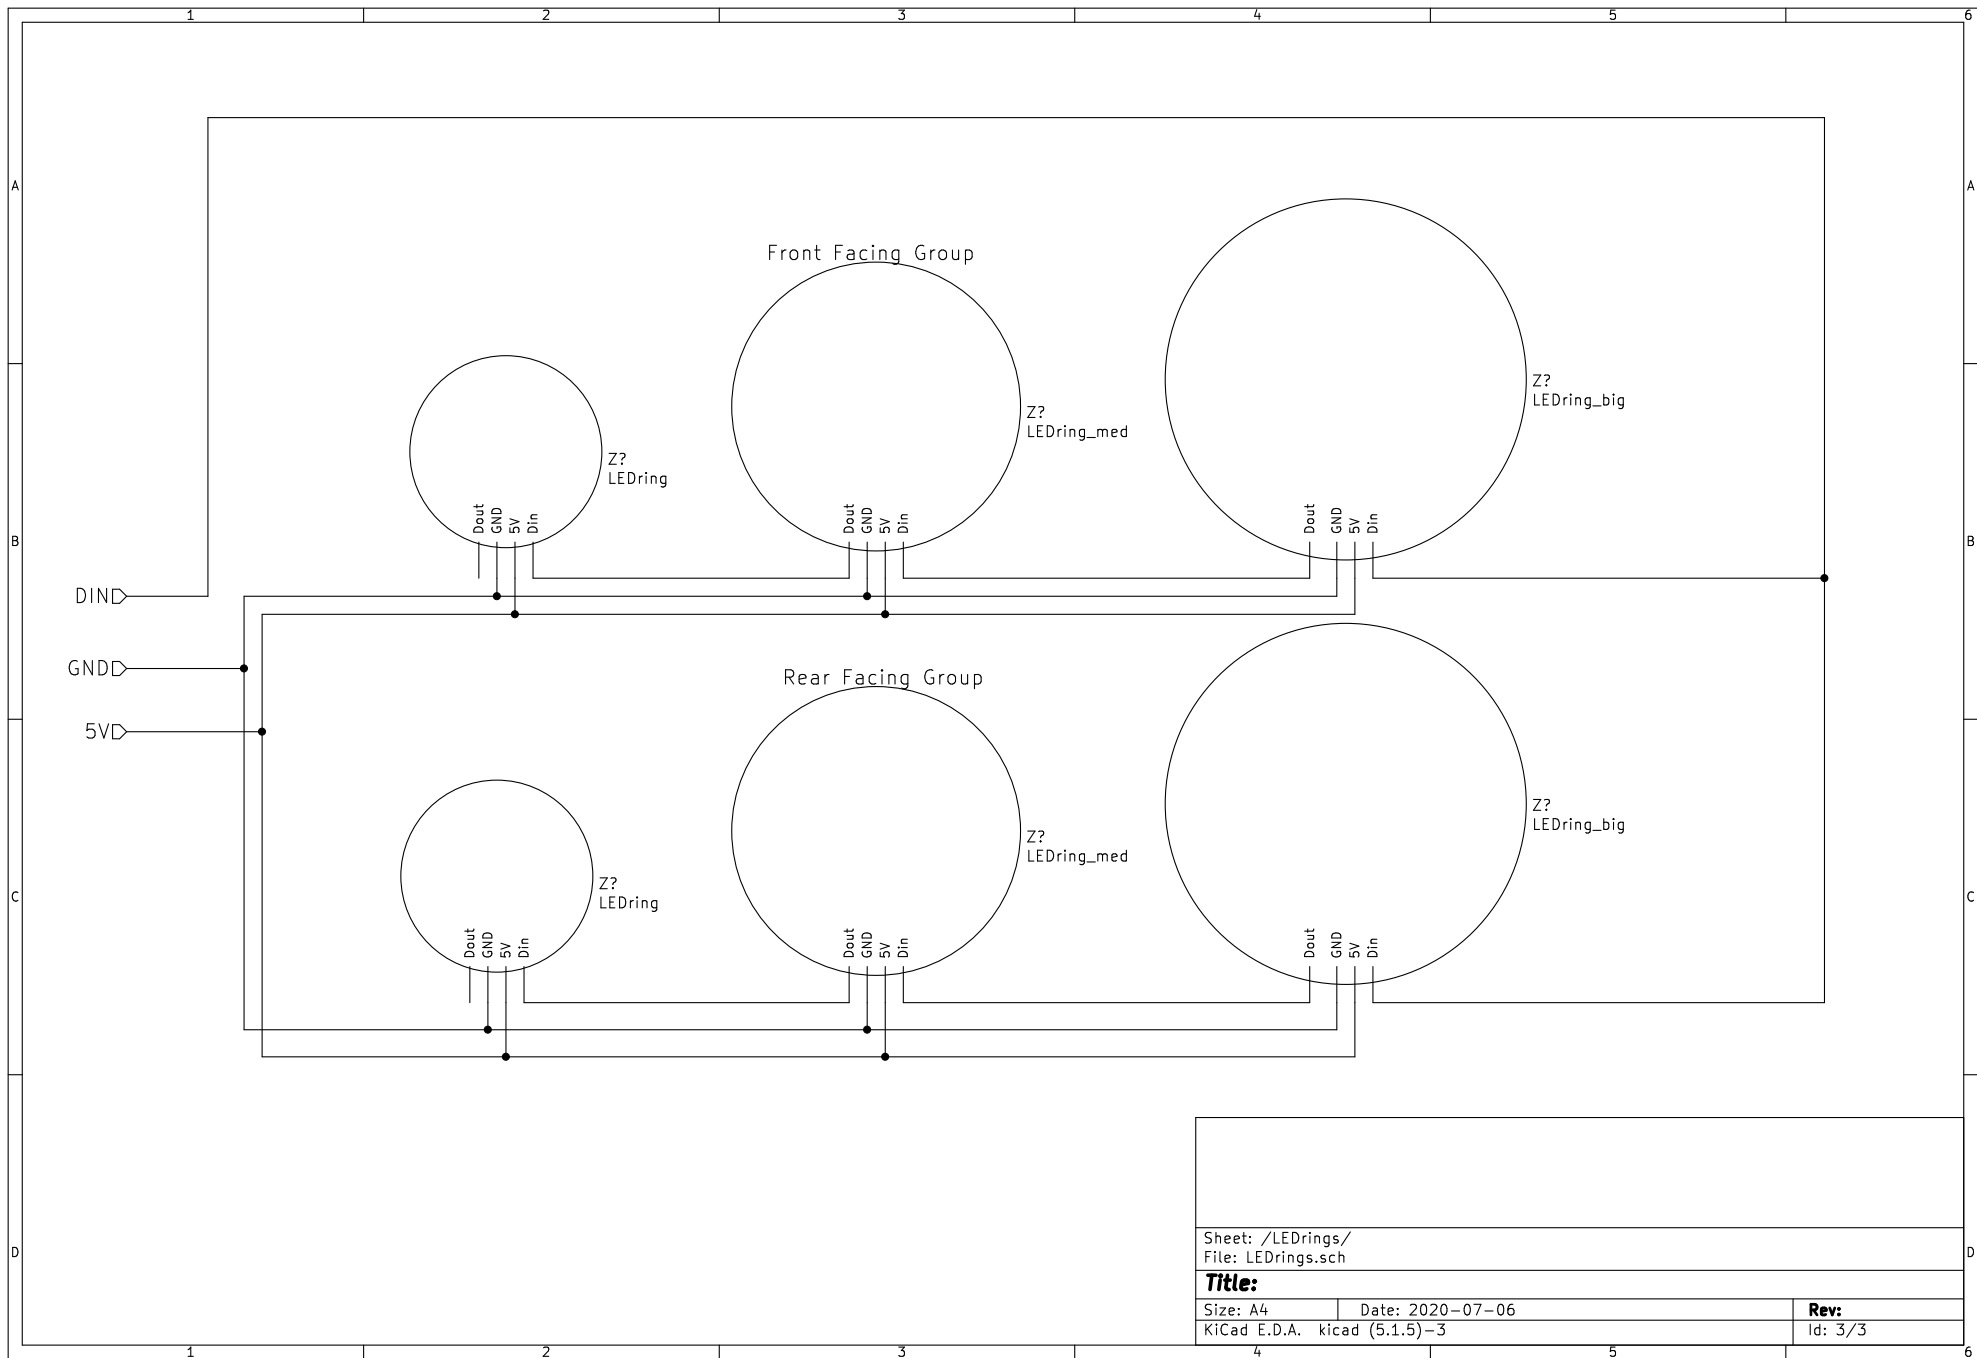 1 2 3 4 5 6
A A
Front Facing Group
Z?
LEDring_big
Z?
LEDring_med
Z?
LEDring
Dout GND 5V Din
Dout GND 5V Din
Dout GND 5V Din
B B
DIN
GND
5V
Rear Facing Group
Z?
LEDring_big
Z?
LEDring_med
Z?
LEDring
C C
Dout GND 5V Din
Dout GND 5V Din
Dout GND 5V Din
Sheet: /LEDrings/
File: LEDrings.sch
D D
Title:
Size: A4 Date: 2020-07-06 Rev:
KiCad E.D.A. kicad (5.1.5)-3 Id: 3/3
1 2 3 4 5 6